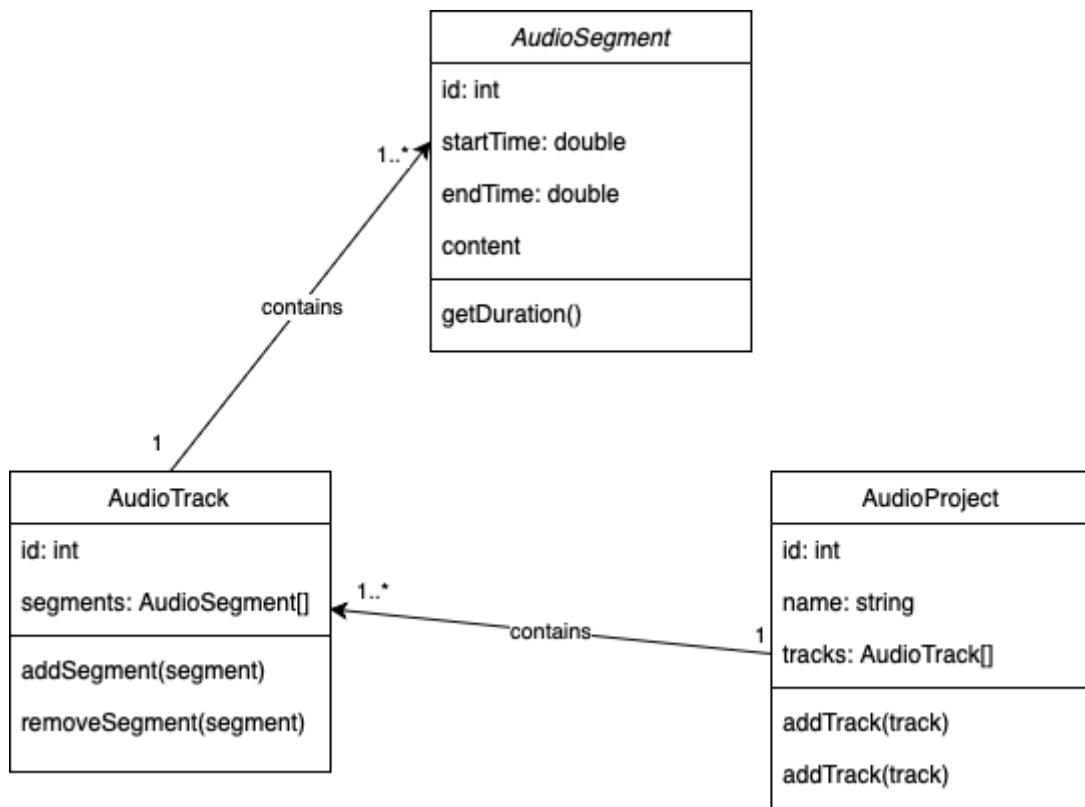 AudioSegment
id: int
startTime: double
endTime: double
content
getDuration()
1..*
contains
1
AudioTrack
id: int
segments: AudioSegment[]
addSegment(segment)
removeSegment(segment)
1..*
contains
1
AudioProject
id: int
name: string
tracks: AudioTrack[]
addTrack(track)
addTrack(track)